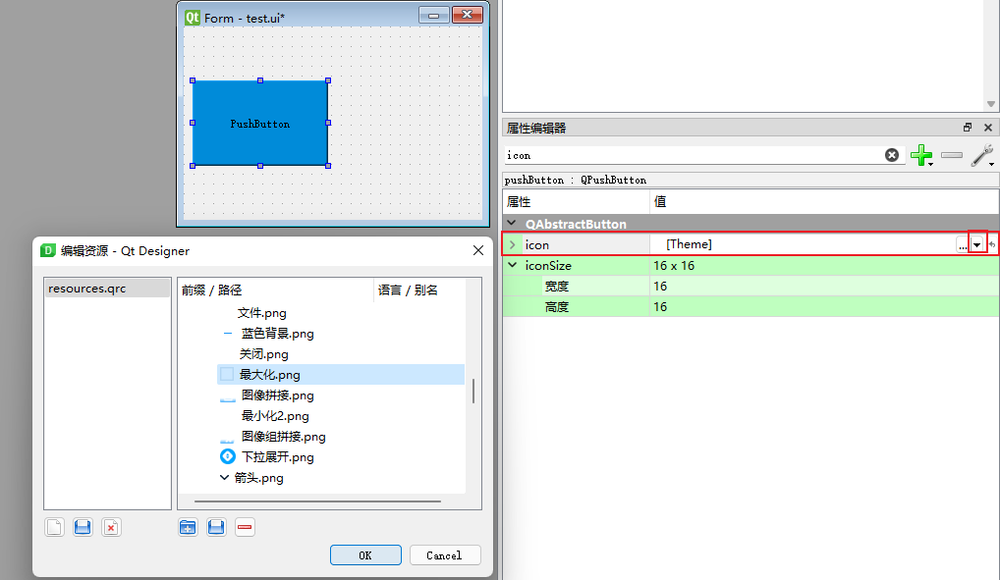 Form - test.ui*
PushButton
属性编辑器
icon
pushButton : QPushButton
属性 值
QAbstractButton
icon [Theme] ...
iconSize 16 x 16
宽度 16
高度 16
编辑资源 - Qt Designer
resources.qrc
前缀 / 路径 语言 / 别名
文件.png
蓝色背景.png
关闭.png
最大化.png
图像拼接.png
最小化2.png
图像组拼接.png
下拉展开.png
箭头.png
OK Cancel